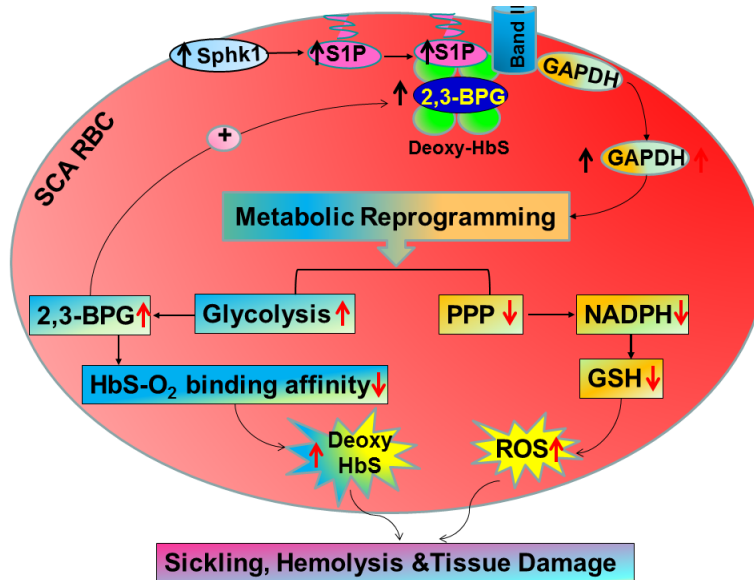 Sphk1
S1P
S1P
Band II
GAPDH
2,3-BPG
Deoxy-HbS
GAPDH
SCA RBC
+
Metabolic Reprogramming
2,3-BPG
Glycolysis
PPP
NADPH
HbS-O₂ binding affinity
GSH
Deoxy
HbS
ROS
Sickling, Hemolysis &Tissue Damage